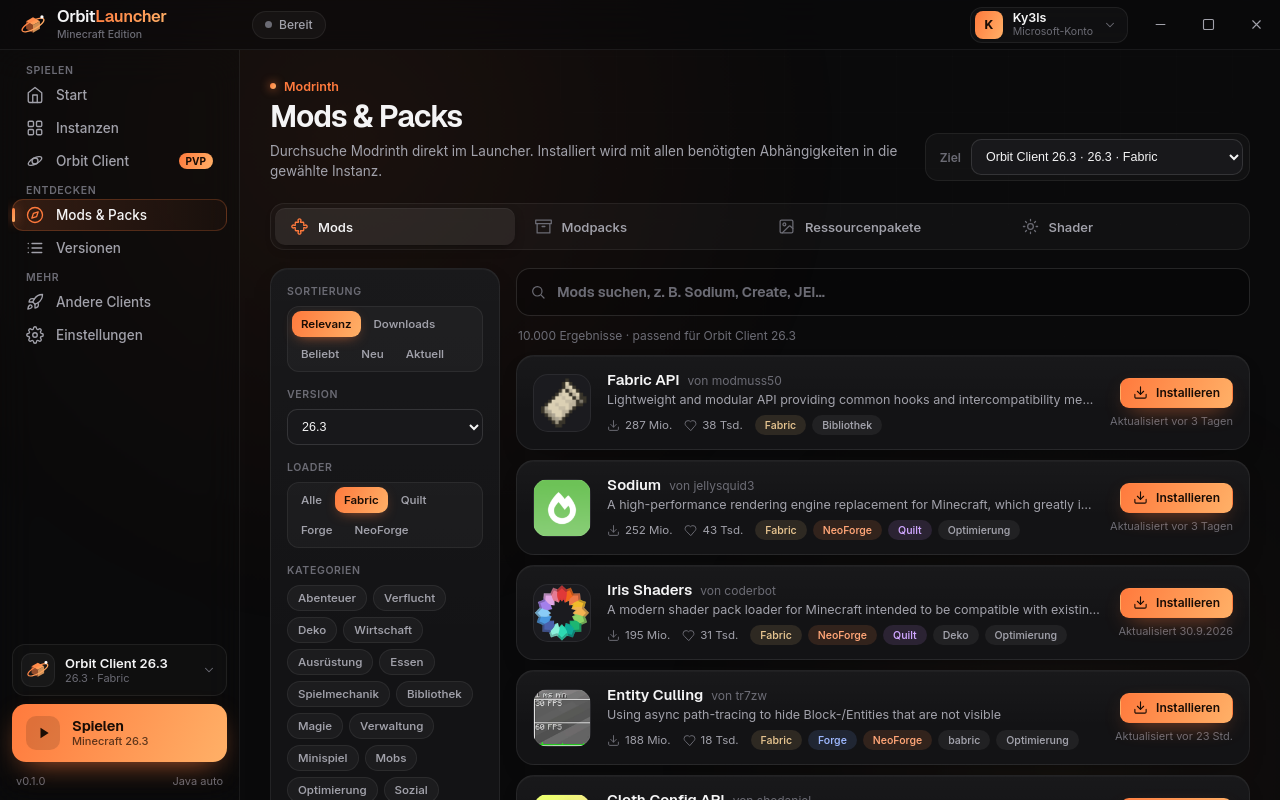 OrbitLauncher
Minecraft Edition
Bereit
K
Ky3ls
Microsoft-Konto
SPIELEN
Start
Instanzen
Orbit Client
PVP
ENTDECKEN
Mods & Packs
Versionen
MEHR
Andere Clients
Einstellungen
Orbit Client 26.3
26.3 · Fabric
Spielen
Minecraft 26.3
v0.1.0
Java auto
Modrinth
Mods & Packs
Durchsuche Modrinth direkt im Launcher. Installiert wird mit allen benötigten Abhängigkeiten in die
gewählte Instanz.
Ziel
Orbit Client 26.3 · 26.3 · Fabric
Mods
Modpacks
Ressourcenpakete
Shader
SORTIERUNG
Relevanz Downloads
Beliebt Neu Aktuell
VERSION
26.3
LOADER
Alle Fabric Quilt
Forge NeoForge
KATEGORIEN
Abenteuer Verflucht
Deko Wirtschaft
Ausrüstung Essen
Spielmechanik Bibliothek
Magie Verwaltung
Minispiel Mobs
Optimierung Sozial
Mods suchen, z. B. Sodium, Create, JEI…
10.000 Ergebnisse · passend für Orbit Client 26.3
Fabric API von modmuss50
Lightweight and modular API providing common hooks and intercompatibility me…
287 Mio. 38 Tsd. Fabric Bibliothek
Installieren
Aktualisiert vor 3 Tagen
Sodium von jellysquid3
A high-performance rendering engine replacement for Minecraft, which greatly i…
252 Mio. 43 Tsd. Fabric NeoForge Quilt Optimierung
Installieren
Aktualisiert vor 3 Tagen
Iris Shaders von coderbot
A modern shader pack loader for Minecraft intended to be compatible with existin…
195 Mio. 31 Tsd. Fabric NeoForge Quilt Deko Optimierung
Installieren
Aktualisiert 30.9.2026
Entity Culling von tr7zw
Using async path-tracing to hide Block-/Entities that are not visible
188 Mio. 18 Tsd. Fabric Forge NeoForge babric Optimierung
Installieren
Aktualisiert vor 23 Std.
30 FPS
60 FPS
Cloth Config API von shedaniel